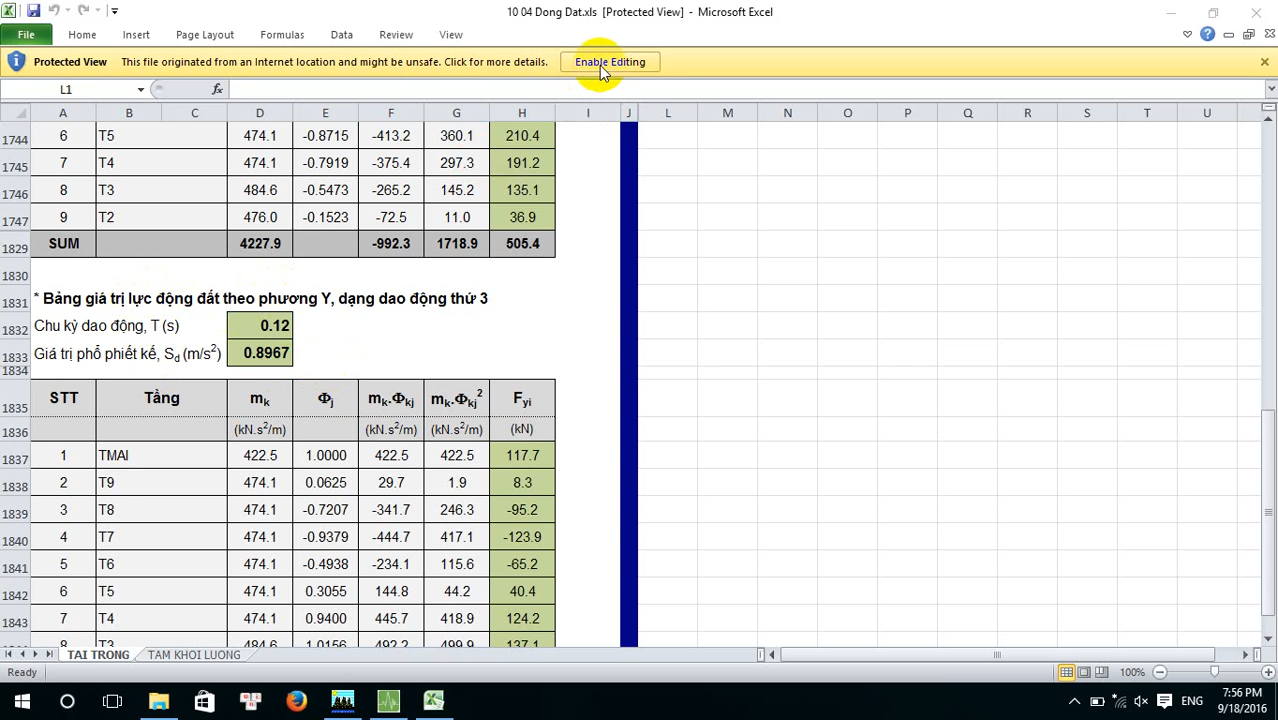 10 04 Dong Dat.xls [Protected View] - Microsoft Excel
File Home Insert Page Layout Formulas Data Review View
Protected View This file originated from an Internet location and might be unsafe. Click for more details. Enable Editing
L1 fx
A B C D E F G H I J L M N O P Q R S T U
1744 6 T5 474.1 -0.8715 -413.2 360.1 210.4
1745 7 T4 474.1 -0.7919 -375.4 297.3 191.2
1746 8 T3 484.6 -0.5473 -265.2 145.2 135.1
1747 9 T2 476.0 -0.1523 -72.5 11.0 36.9
1829 SUM 4227.9 -992.3 1718.9 505.4
1830
1831 * Bảng giá trị lực động đất theo phương Y, dạng dao động thứ 3
1832 Chu kỳ dao động, T (s) 0.12
1833 Giá trị phổ phiết kế, Sd (m/s2) 0.8967
1834
1835 STT Tầng mk Φj mk.Φkj mk.Φkj2 Fyi
1836 (kN.s2/m) (kN.s2/m) (kN.s2/m) (kN)
1837 1 TMAI 422.5 1.0000 422.5 422.5 117.7
1838 2 T9 474.1 0.0625 29.7 1.9 8.3
1839 3 T8 474.1 -0.7207 -341.7 246.3 -95.2
1840 4 T7 474.1 -0.9379 -444.7 417.1 -123.9
1841 5 T6 474.1 -0.4938 -234.1 115.6 -65.2
1842 6 T5 474.1 0.3055 144.8 44.2 40.4
1843 7 T4 474.1 0.9400 445.7 418.9 124.2
8 T3 484.6 1.0156 492.2 499.9 137.1
TAI TRONG TAM KHOI LUONG
Ready 100%
ENG 7:56 PM
9/18/2016